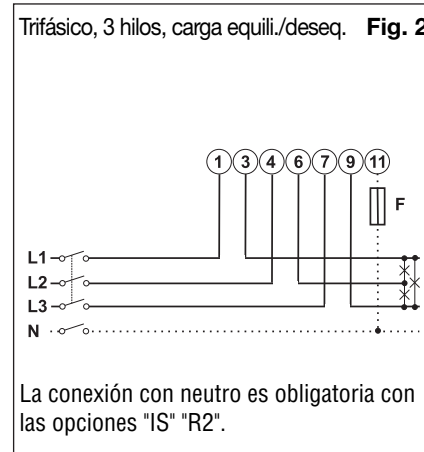 Trifásico, 3 hilos, carga equili./deseq. Fig. 2
1 3 4 6 7 9 11
F
L1
L2
L3
N
La conexión con neutro es obligatoria con
las opciones "IS" "R2".